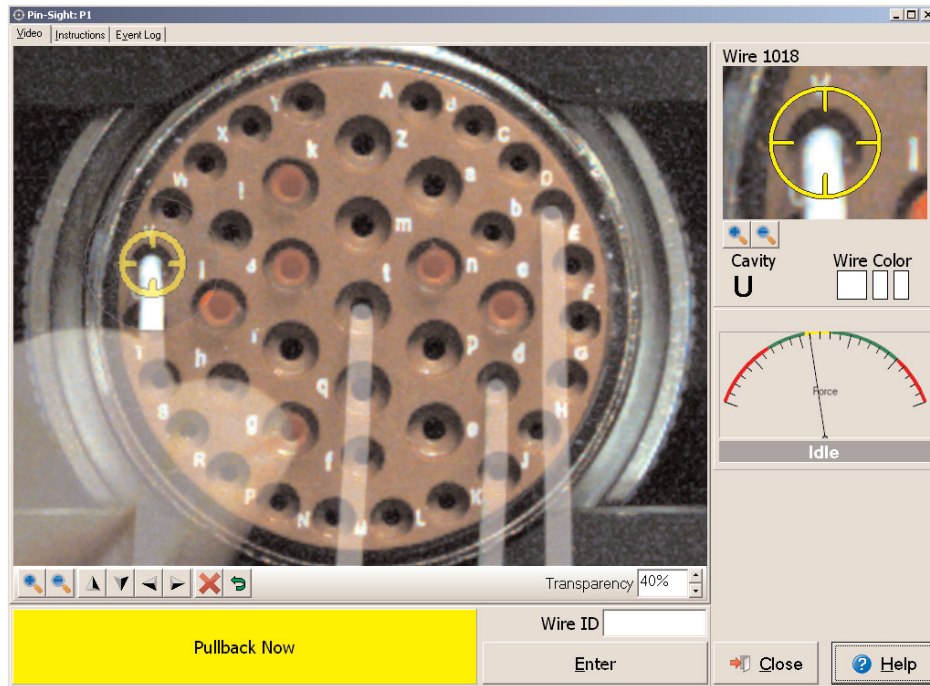 Pin-Sight: P1
Video
Instructions
Event Log
Wire 1018
Y
A
B
X
C
k
Z
W
l
a
D
b
E
m
j
n
c
F
t
i
p
G
h
d
T
q
H
S
g
e
J
R
f
K
P
L
N
M
Cavity
Wire Color
U
Force
Idle
Transparency
40%
Wire ID
Pullback Now
Enter
Close
Help